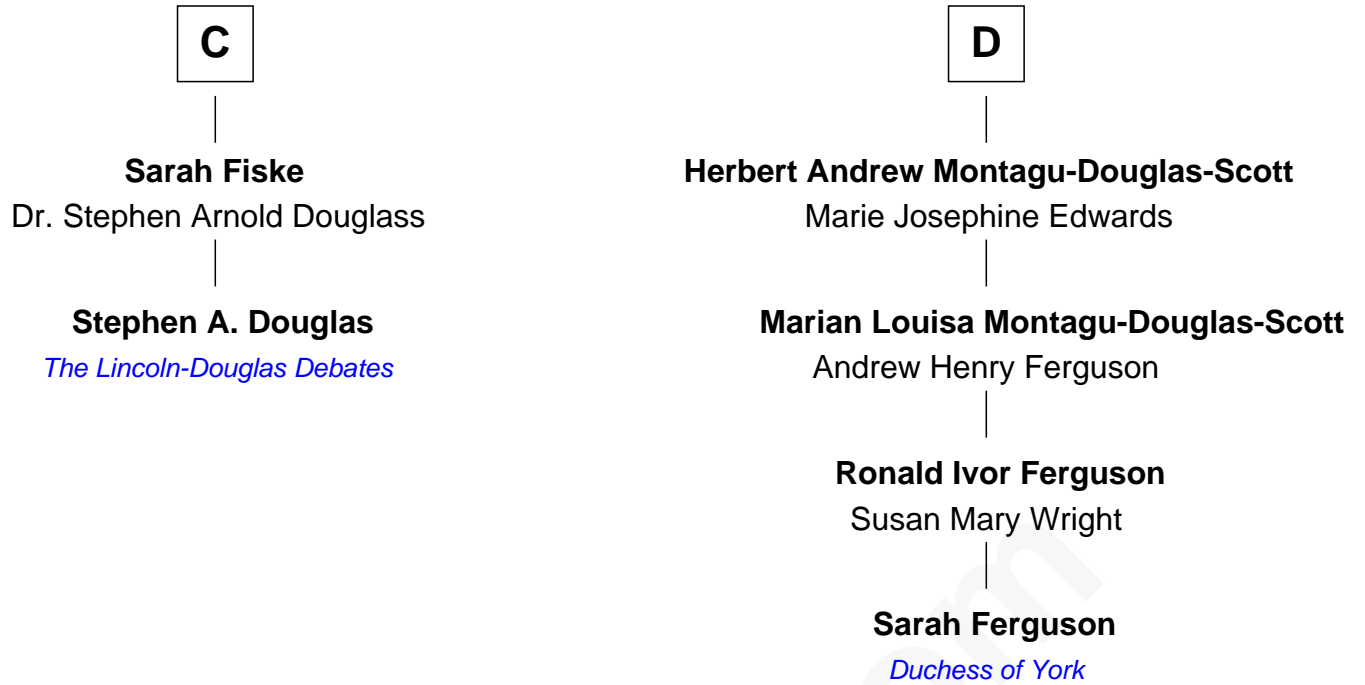 C
Sarah Fiske
Dr. Stephen Arnold Douglass
Stephen A. Douglas
The Lincoln-Douglas Debates
D
Herbert Andrew Montagu-Douglas-Scott
Marie Josephine Edwards
Marian Louisa Montagu-Douglas-Scott
Andrew Henry Ferguson
Ronald Ivor Ferguson
Susan Mary Wright
Sarah Ferguson
Duchess of York